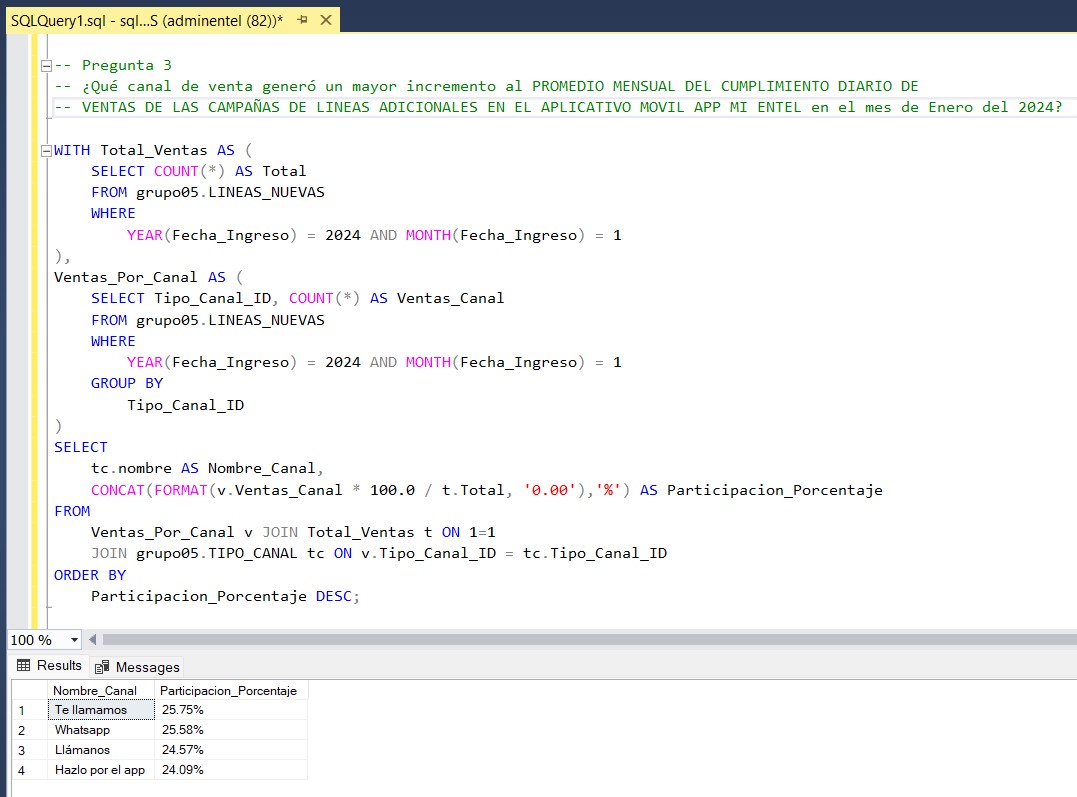 SQLQuery1.sql - sql...S (adminentel (82))*
-- Pregunta 3
-- ¿Qué canal de venta generó un mayor incremento al PROMEDIO MENSUAL DEL CUMPLIMIENTO DIARIO DE
-- VENTAS DE LAS CAMPAÑAS DE LINEAS ADICIONALES EN EL APLICATIVO MOVIL APP MI ENTEL en el mes de Enero del 2024?
WITH Total_Ventas AS (
SELECT COUNT(*) AS Total
FROM grupo05.LINEAS_NUEVAS
WHERE
YEAR(Fecha_Ingreso) = 2024 AND MONTH(Fecha_Ingreso) = 1
),
Ventas_Por_Canal AS (
SELECT Tipo_Canal_ID, COUNT(*) AS Ventas_Canal
FROM grupo05.LINEAS_NUEVAS
WHERE
YEAR(Fecha_Ingreso) = 2024 AND MONTH(Fecha_Ingreso) = 1
GROUP BY
Tipo_Canal_ID
)
SELECT
tc.nombre AS Nombre_Canal,
CONCAT(FORMAT(v.Ventas_Canal * 100.0 / t.Total, '0.00'),'%') AS Participacion_Porcentaje
FROM
Ventas_Por_Canal v JOIN Total_Ventas t ON 1=1
JOIN grupo05.TIPO_CANAL tc ON v.Tipo_Canal_ID = tc.Tipo_Canal_ID
ORDER BY
Participacion_Porcentaje DESC;
100 %
Results Messages
Nombre_Canal Participacion_Porcentaje
1 Te llamamos 25.75%
2 Whatsapp 25.58%
3 Llámanos 24.57%
4 Hazlo por el app 24.09%